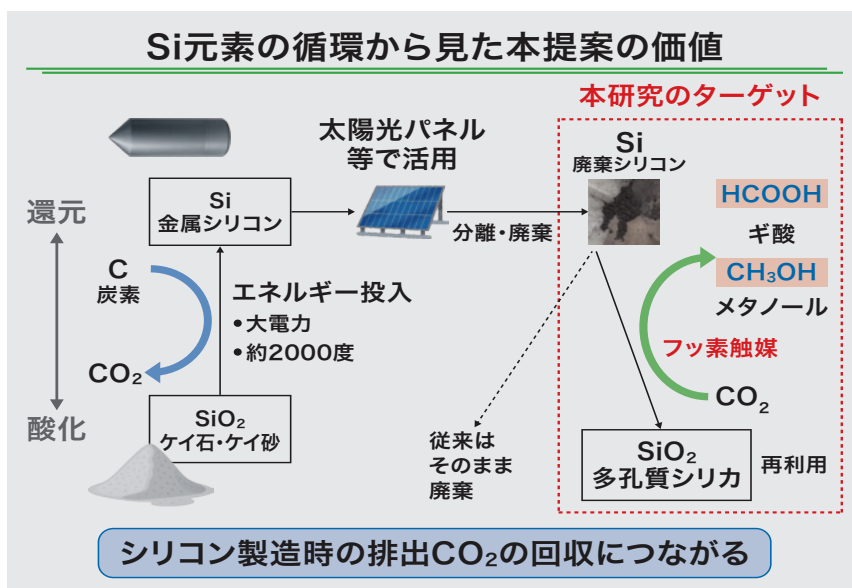 Si元素の循環から見た本提案の価値
本研究のターゲット
太陽光パネル
等で活用
Si
廃棄シリコン
Si
金属シリコン
還元
分離・廃棄
HCOOH
ギ酸
CH₃OH
メタノール
C
炭素
エネルギー投入
•大電力
•約2000度
フッ素触媒
CO₂
CO₂
酸化
SiO₂
ケイ石・ケイ砂
従来は
そのまま
廃棄
SiO₂
多孔質シリカ
再利用
シリコン製造時の排出CO₂の回収につながる